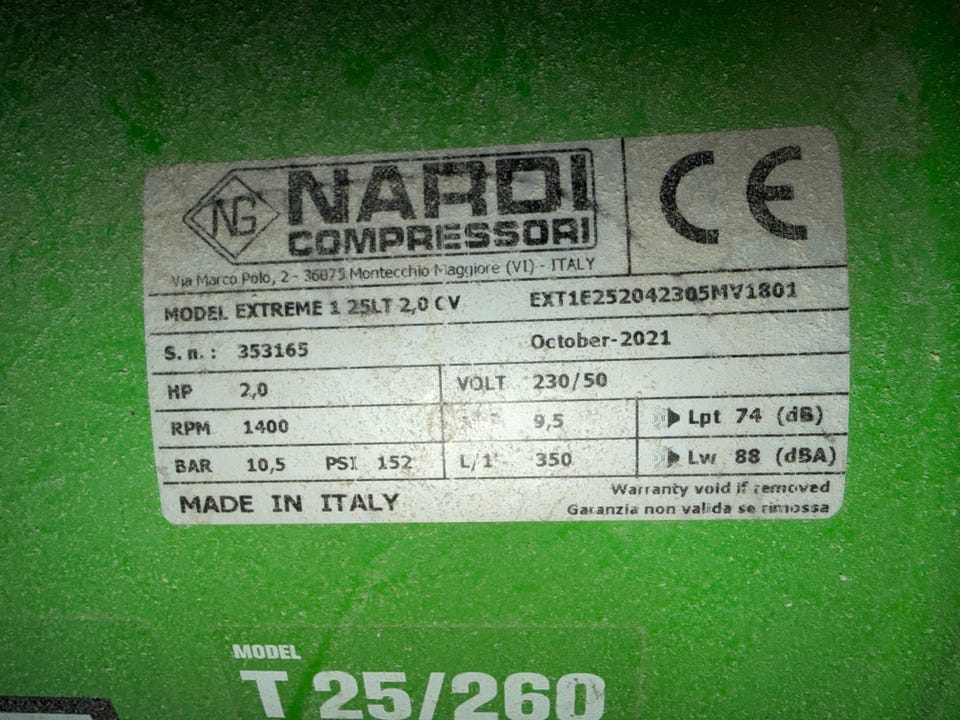 NG
NARDI
COMPRESSORI
CE
Via Marco Polo, 2 - 36075 Montecchio Maggiore (VI) - ITALY
MODEL EXTREME 1 25LT 2,0 CV EXT1E252042305MV1801
S.n.: 353165 October-2021
HP 2,0 VOLT 230/50
RPM 1400 9,5 Lpt 74 (dB)
BAR 10,5 PSI 152 L/1' 350 Lw 88 (dBA)
MADE IN ITALY
Warranty void if removed
Garanzia non valida se rimossa
MODEL
T 25/260